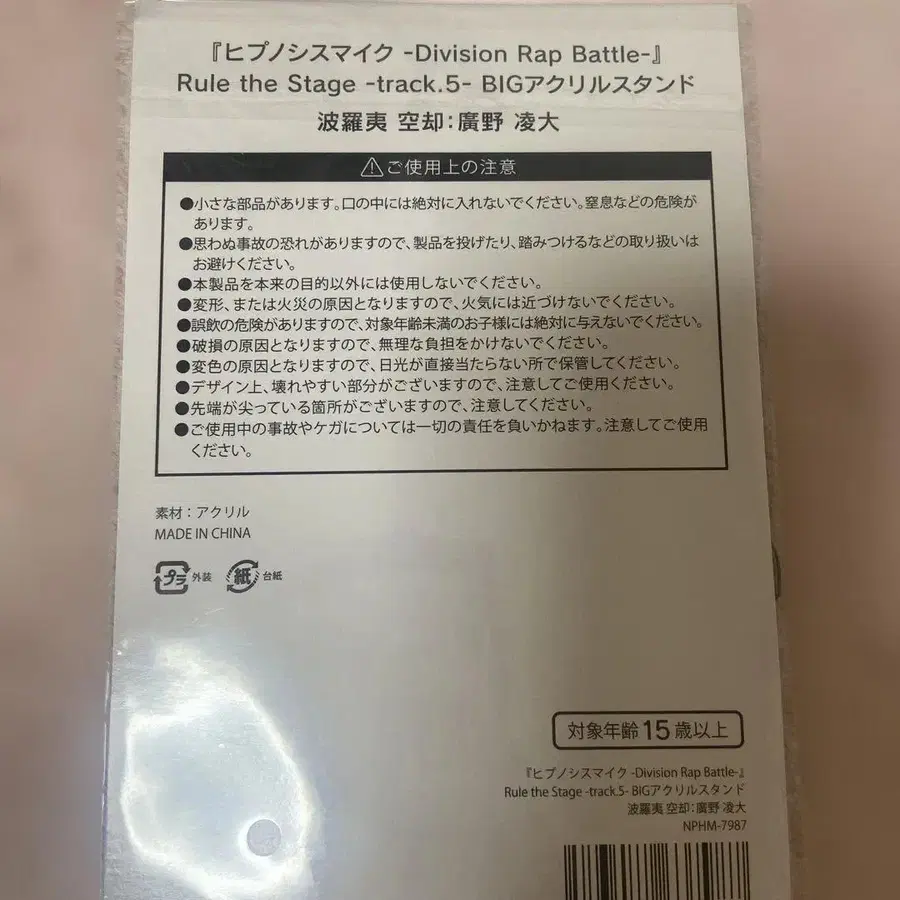 『ヒプノシスマイク -Division Rap Battle-』
Rule the Stage -track.5- BIGアクリルスタンド
波羅夷 空却：廣野 凌大
⚠ご使用上の注意
●小さな部品があります。口の中には絶対に入れないでください。窒息などの危険が
あります。
●思わぬ事故の恐れがありますので、製品を投げたり、踏みつけるなどの取り扱いは
お避けください。
●本製品を本来の目的以外には使用しないでください。
●変形、または火災の原因となりますので、火気には近づけないでください。
●誤飲の危険がありますので、対象年齢未満のお子様には絶対に与えないでください。
●破損の原因となりますので、無理な負担をかけないでください。
●変色の原因となりますので、日光が直接当たらない所で保管してください。
●デザイン上、壊れやすい部分がございますので、注意してご使用ください。
●先端が尖っている箇所がございますので、注意してください。
●ご使用中の事故やケガについては一切の責任を負いかねます。注意してご使用
ください。
素材：アクリル
MADE IN CHINA
プラ 外装 紙 台紙
対象年齢15歳以上
『ヒプノシスマイク -Division Rap Battle-』
Rule the Stage -track.5- BIGアクリルスタンド
波羅夷 空却：廣野 凌大
NPHM-7987